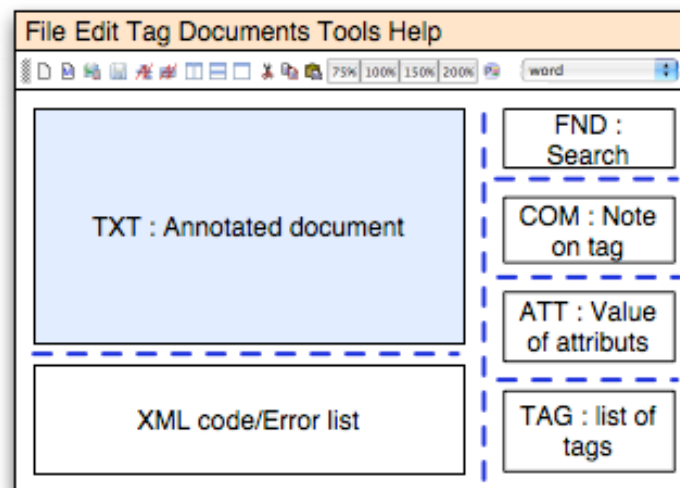 File Edit Tag Documents Tools Help
75% 100% 150% 200% word
TXT : Annotated document
XML code/Error list
FND :
Search
COM : Note
on tag
ATT : Value
of attributs
TAG : list of
tags